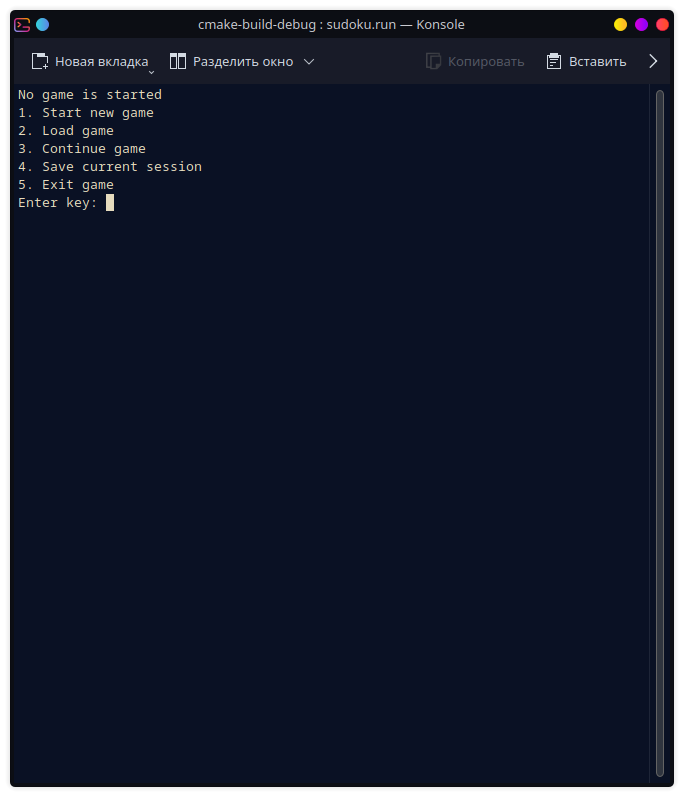 cmake-build-debug : sudoku.run — Konsole
Новая вкладка Разделить окно Копировать Вставить
No game is started
1. Start new game
2. Load game
3. Continue game
4. Save current session
5. Exit game
Enter key: